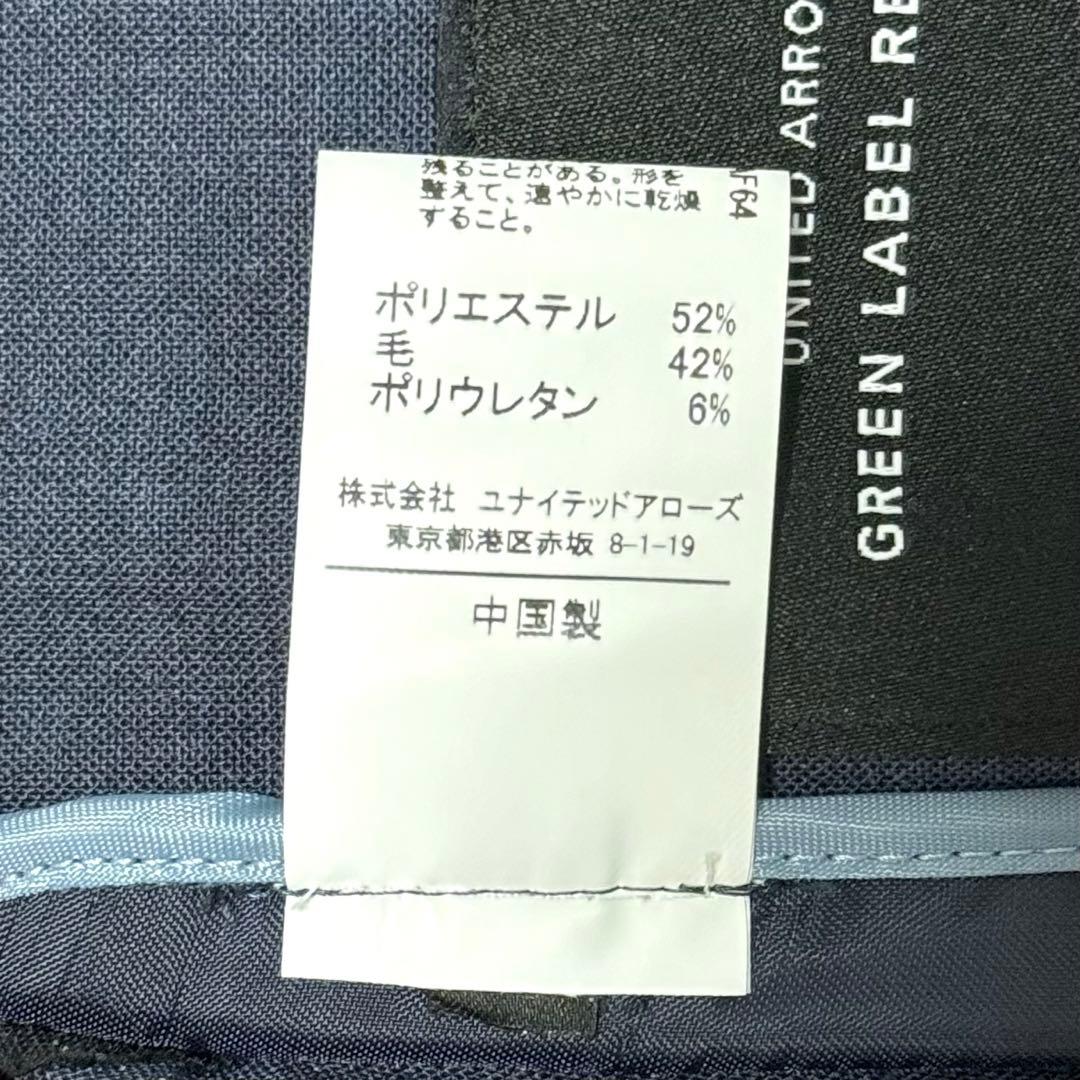 残ることがある。形を
整えて、速やかに乾燥
すること。
F64
ポリエステル 52%
毛 42%
ポリウレタン 6%
株式会社 ユナイテッドアローズ
東京都港区赤坂 8-1-19
中国製
UNITED ARRO
GREEN LABEL RE